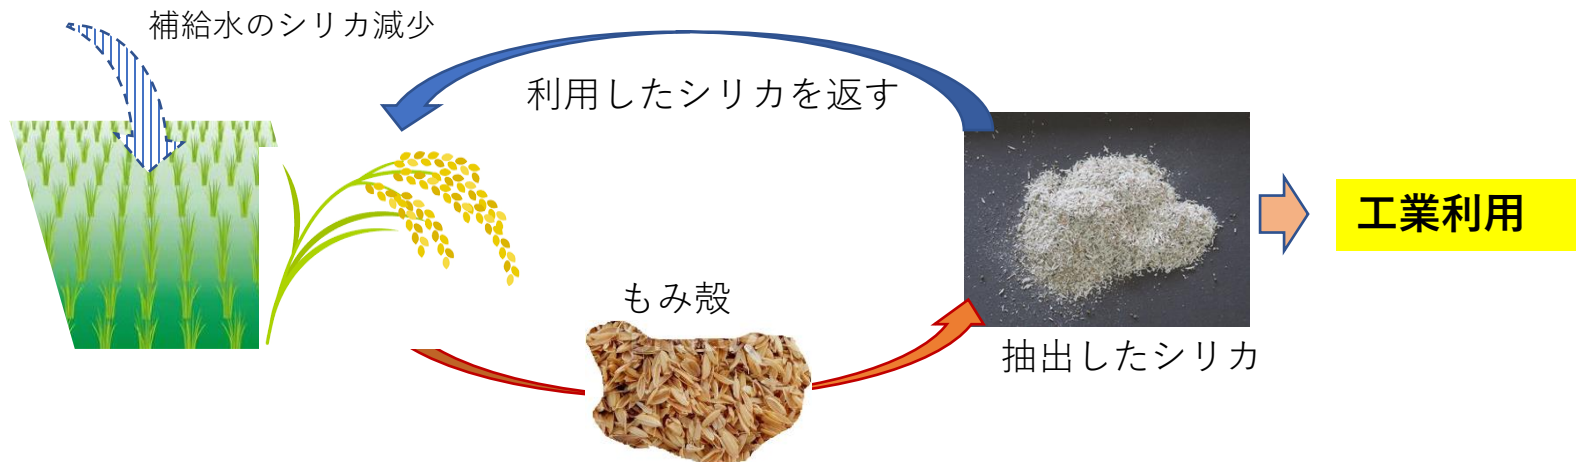 補給水のシリカ減少
利用したシリカを返す
工業利用
もみ殻
抽出したシリカ